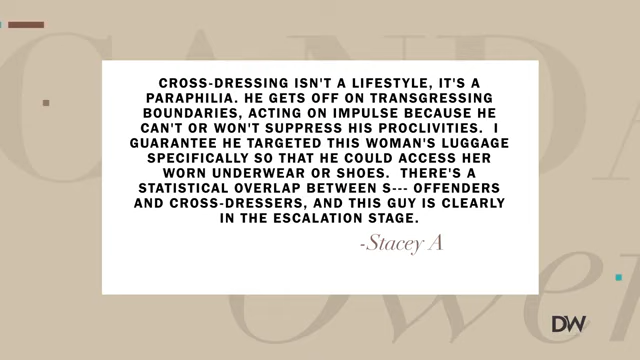 CROSS-DRESSING ISN'T A LIFESTYLE, IT'S A
PARAPHILIA. HE GETS OFF ON TRANSGRESSING
BOUNDARIES, ACTING ON IMPULSE BECAUSE HE
CAN'T OR WON'T SUPPRESS HIS PROCLIVITIES. I
GUARANTEE HE TARGETED THIS WOMAN'S LUGGAGE
SPECIFICALLY SO THAT HE COULD ACCESS HER
WORN UNDERWEAR OR SHOES. THERE'S A
STATISTICAL OVERLAP BETWEEN S--- OFFENDERS
AND CROSS-DRESSERS, AND THIS GUY IS CLEARLY
IN THE ESCALATION STAGE.
-Stacey A
DW